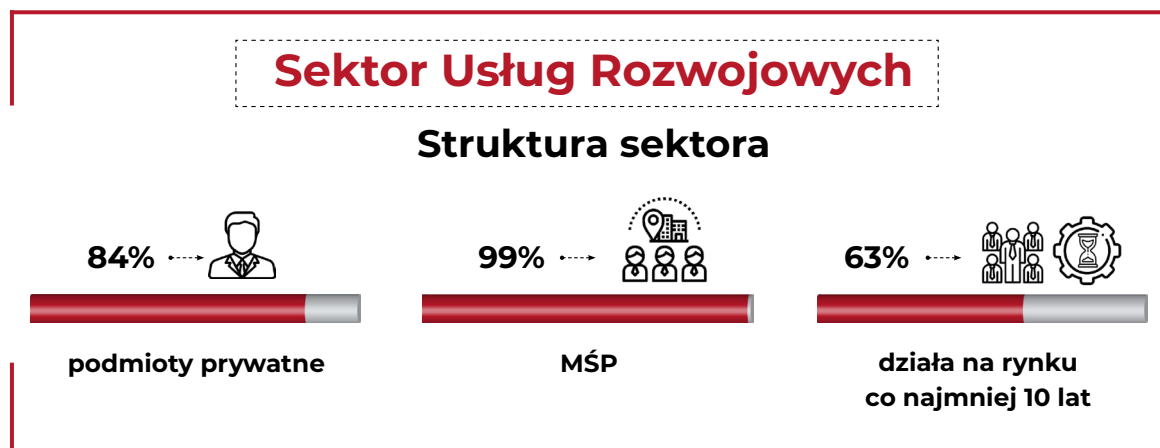 Sektor Usług Rozwojowych
Struktura sektora
84%
podmioty prywatne
99%
MŚP
63%
działa na rynku
co najmniej 10 lat